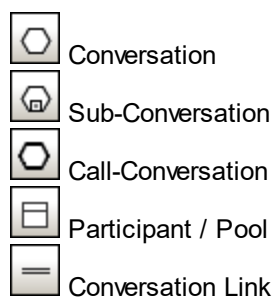 Conversation
Sub-Conversation
Call-Conversation
Participant / Pool
Conversation Link